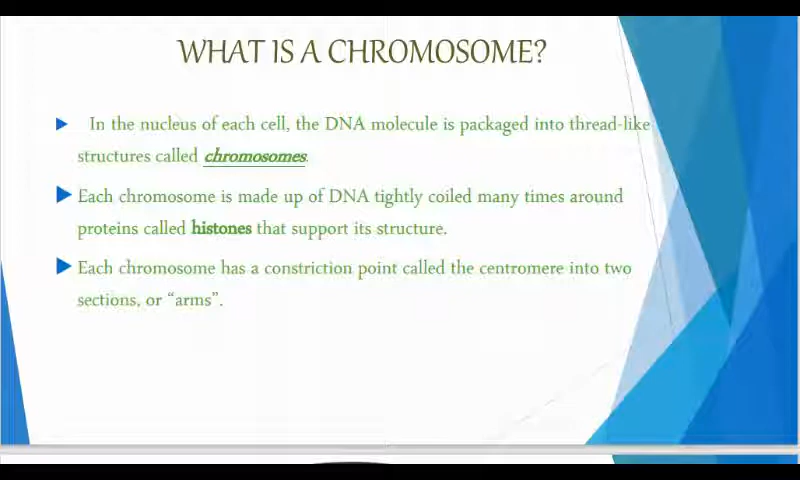 WHAT IS A CHROMOSOME?
In the nucleus of each cell, the DNA molecule is packaged into thread-like
structures called chromosomes.
Each chromosome is made up of DNA tightly coiled many times around
proteins called histones that support its structure.
Each chromosome has a constriction point called the centromere into two
sections, or “arms”.